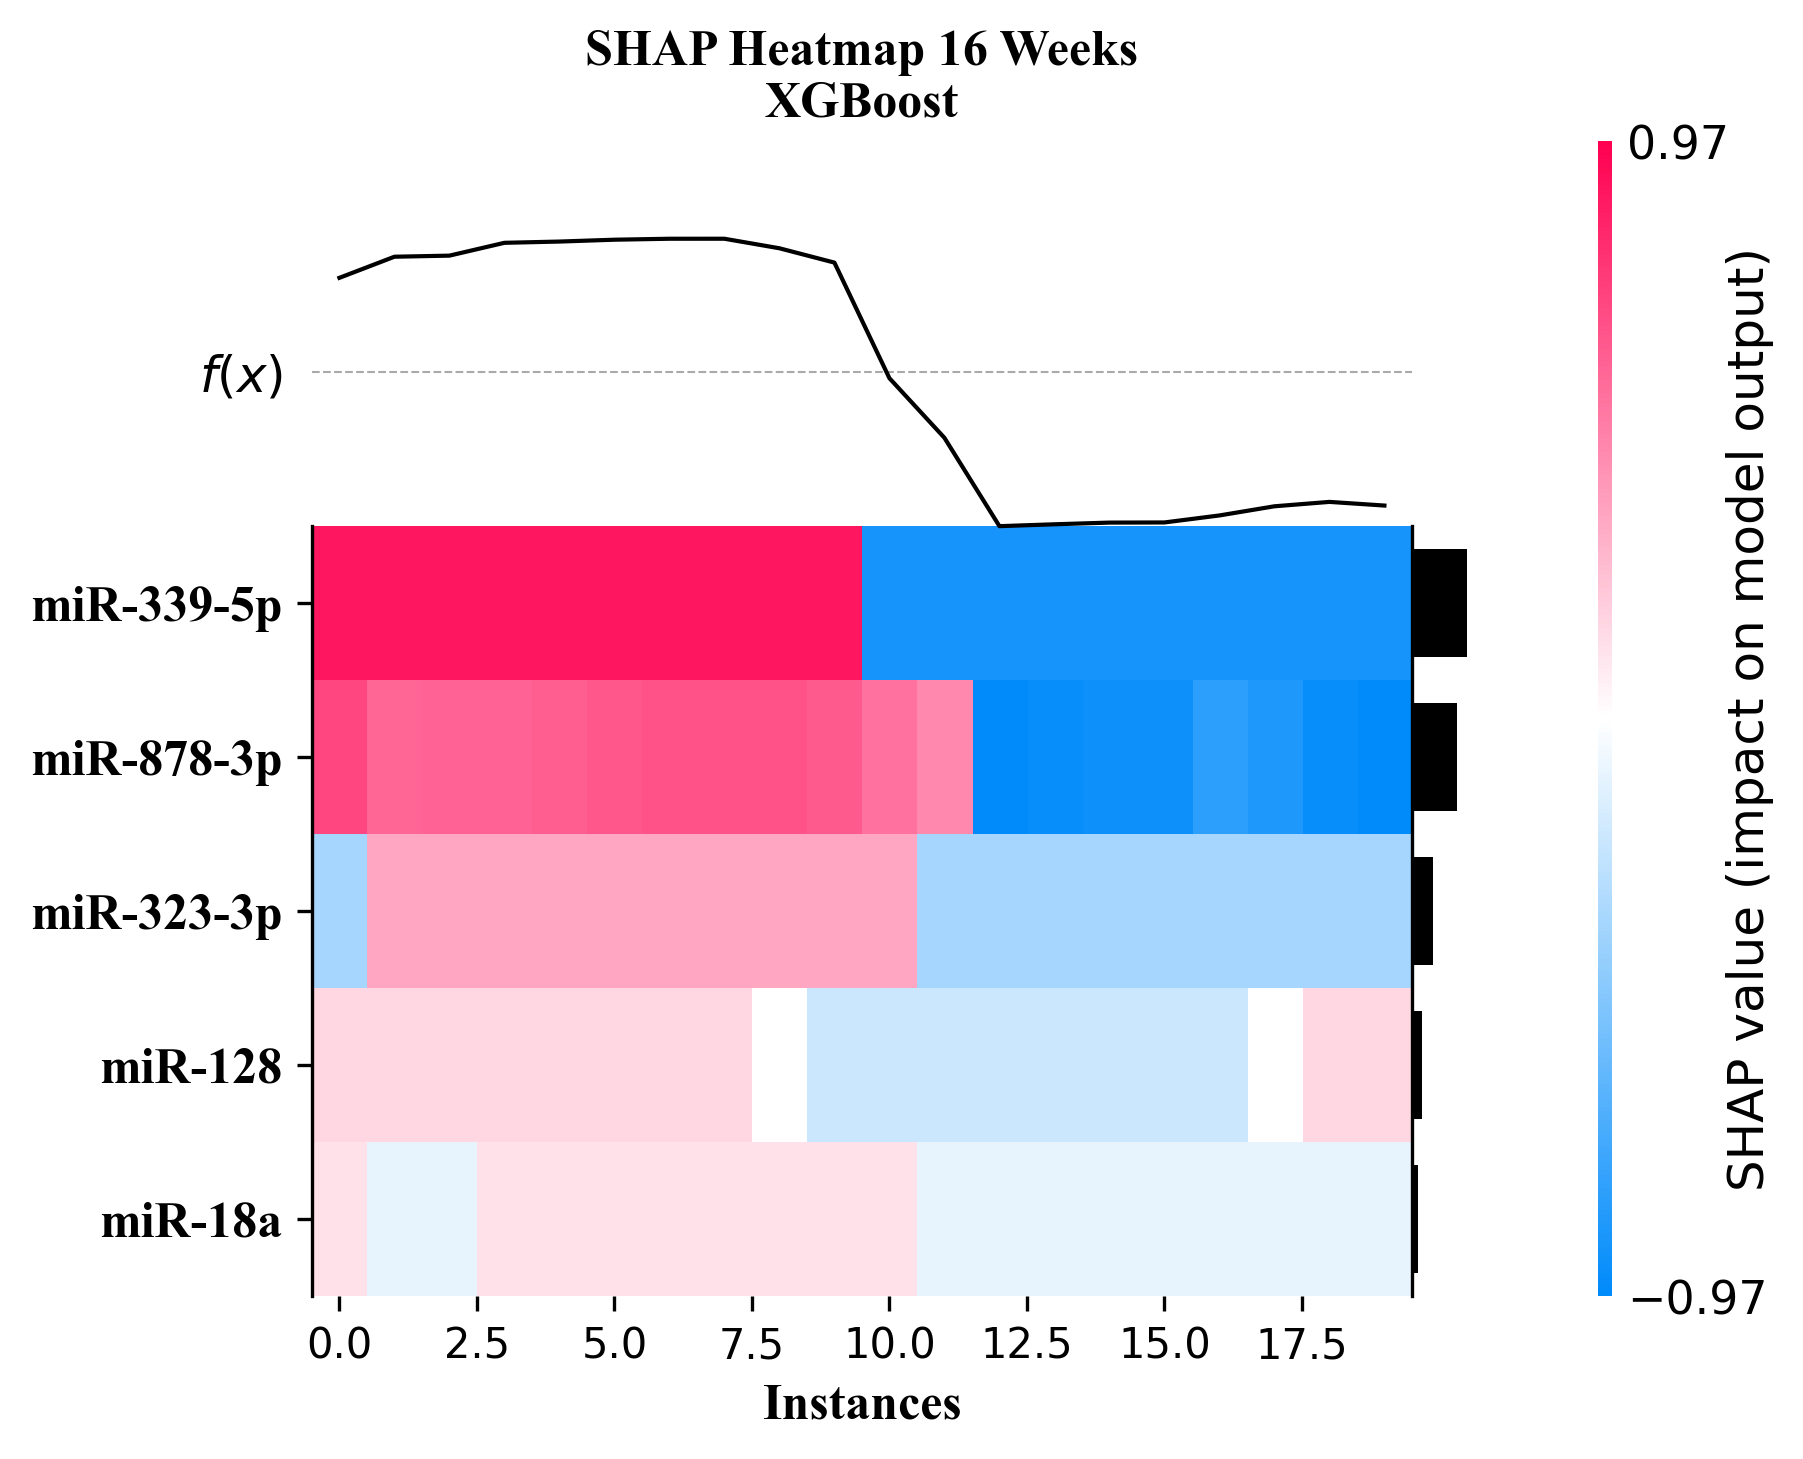 SHAP Heatmap 16 Weeks
XGBoost
0.97
f(x)
miR-339-5p
miR-878-3p
miR-323-3p
miR-128
miR-18a
SHAP value (impact on model output)
−0.97
0.0 2.5 5.0 7.5 10.0 12.5 15.0 17.5
Instances